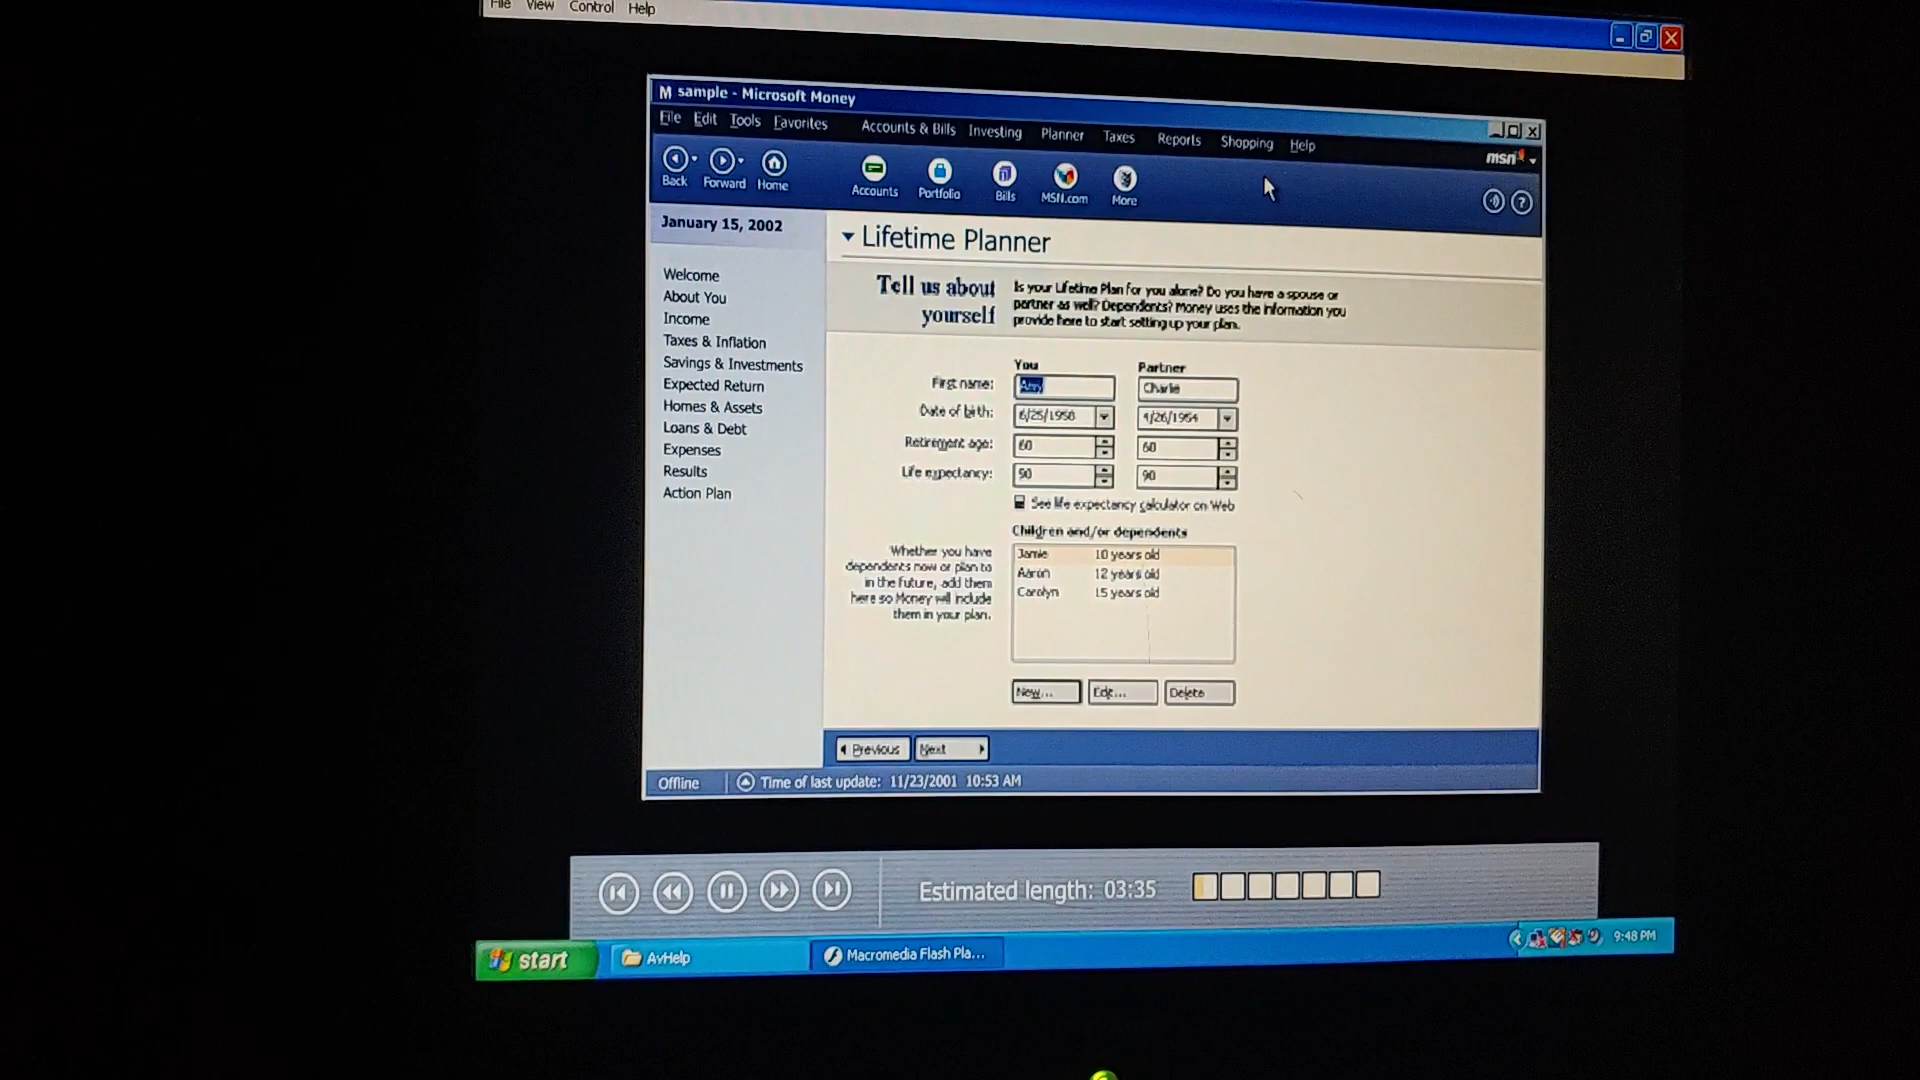 File View Control Help
sample - Microsoft Money
File Edit Tools Favorites Accounts & Bills Investing Planner Taxes Reports Shopping Help
msn
Back Forward Home Accounts Portfolio Bills MSN.com More
January 15, 2002
Lifetime Planner
Welcome
About You
Income
Taxes & Inflation
Savings & Investments
Expected Return
Homes & Assets
Loans & Debt
Expenses
Results
Action Plan
Tell us about
yourself
Is your Lifetime Plan for you alone? Do you have a spouse or
partner as well? Dependents? Money uses the information you
provide here to start setting up your plan.
You Partner
First name: Charlie
Date of birth: 4/26/1954
Retirement age: 60 60
Life expectancy: 90 90
See life expectancy calculator on Web
Children and/or dependents
Jamie 10 years old
Aaron 12 years old
Carolyn 15 years old
Whether you have
dependents now or plan to
in the future, add them
here so Money will include
them in your plan.
New... Edit... Delete
Previous Next
Offline Time of last update: 11/23/2001 10:53 AM
Estimated length: 03:35
start AvHelp Macromedia Flash Pla... 9:48 PM